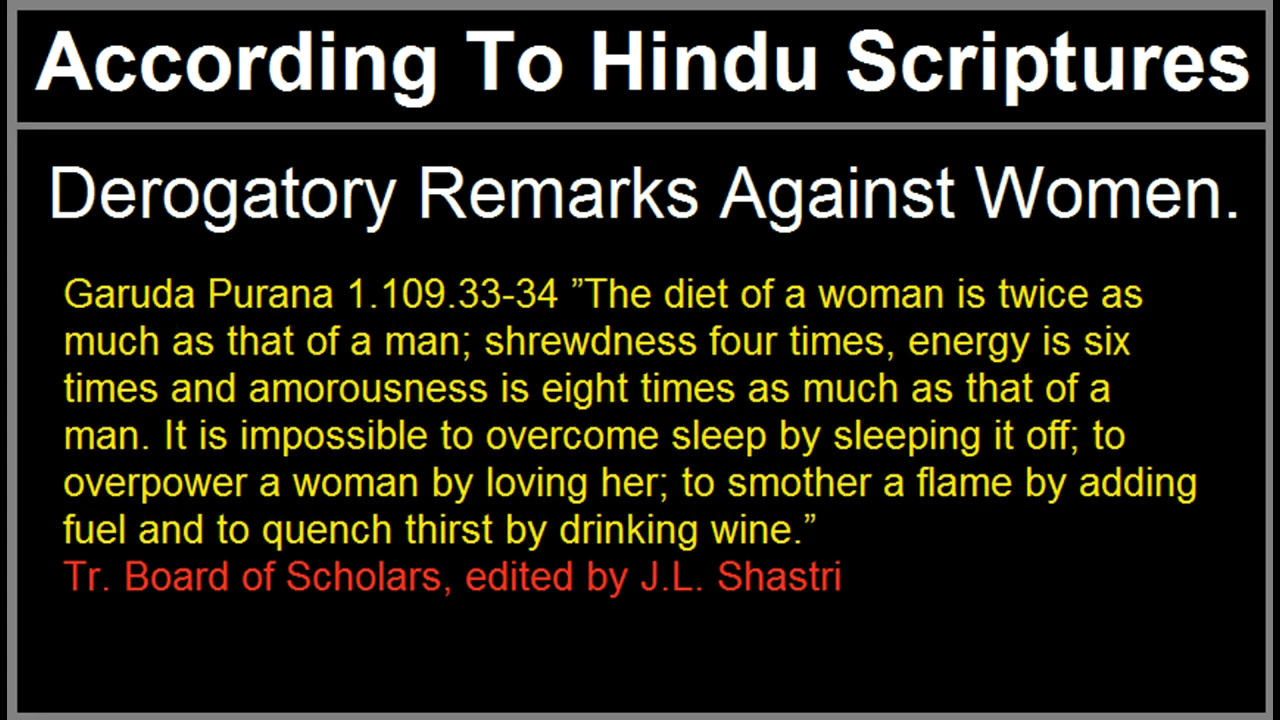 According To Hindu Scriptures
Derogatory Remarks Against Women.
Garuda Purana 1.109.33-34 ”The diet of a woman is twice as
much as that of a man; shrewdness four times, energy is six
times and amorousness is eight times as much as that of a
man. It is impossible to overcome sleep by sleeping it off; to
overpower a woman by loving her; to smother a flame by adding
fuel and to quench thirst by drinking wine.”
Tr. Board of Scholars, edited by J.L. Shastri